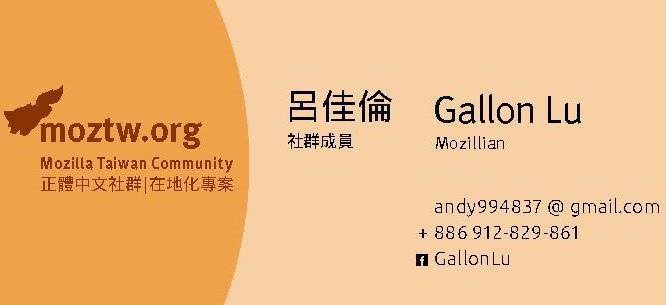 moztw.org
Mozilla Taiwan Community
正體中文社群|在地化專案
呂佳倫
社群成員
Gallon Lu
Mozillian
andy994837 @ gmail.com
+ 886 912-829-861
GallonLu